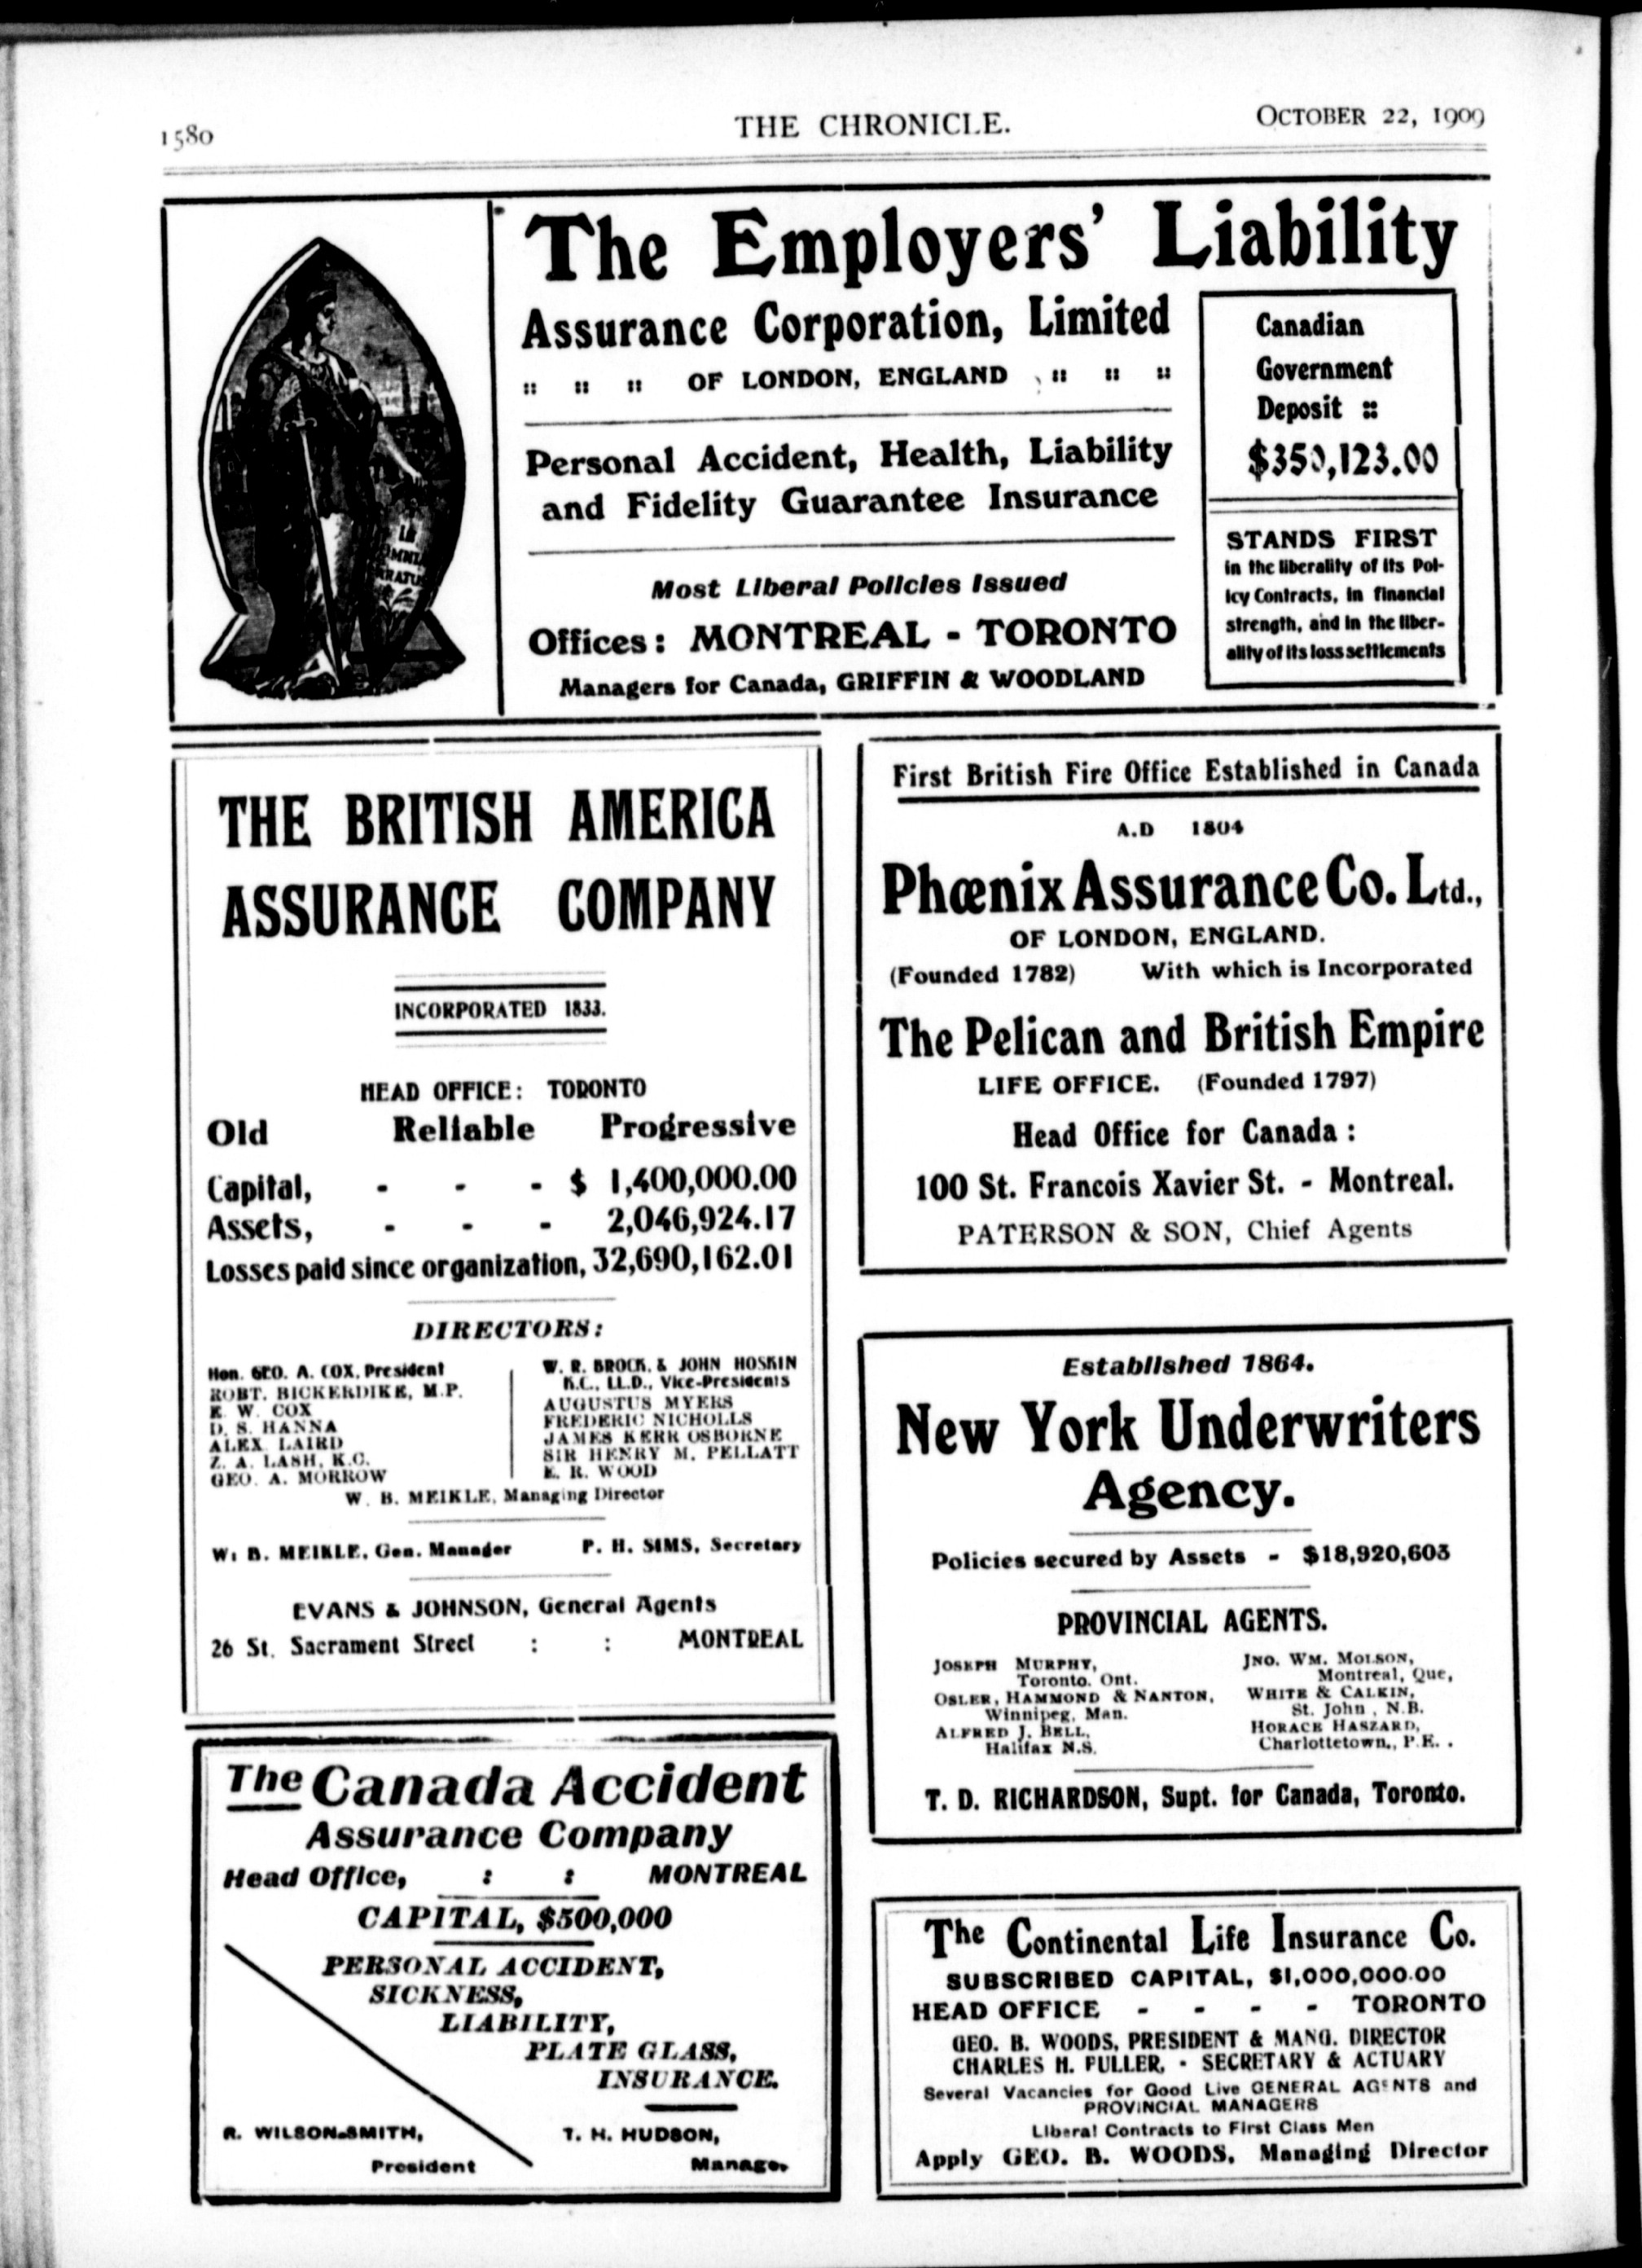 1580
THE CHRONICLE.
OCTOBER 22, 1909
The Employers' Liability
Assurance Corporation, Limited
:: :: :: OF LONDON, ENGLAND :: :: ::
Personal Accident, Health, Liability
and Fidelity Guarantee Insurance
Most Liberal Policies Issued
Offices: MONTREAL - TORONTO
Managers for Canada, GRIFFIN & WOODLAND
Canadian
Government
Deposit ::
$350,123.00
STANDS FIRST
in the liberality of its Pol-
icy Contracts, in financial
strength, and in the liber-
ality of its loss settlements
THE BRITISH AMERICA
ASSURANCE COMPANY
INCORPORATED 1833.
HEAD OFFICE: TORONTO
Old Reliable Progressive
Capital, - - - $ 1,400,000.00
Assets, - - - 2,046,924.17
Losses paid since organization, 32,690,162.01
DIRECTORS:
Hon. GEO. A. COX, President
ROBT. BICKERDIKE, M.P.
E. W. COX
D. S. HANNA
ALEX. LAIRD
Z. A. LASH, K.C.
GEO. A. MORROW
W. R. BROCK, & JOHN HOSKIN
K.C., LL.D., Vice-Presidents
AUGUSTUS MYERS
FREDERIC NICHOLLS
JAMES KERR OSBORNE
SIR HENRY M. PELLATT
E. R. WOOD
W. B. MEIKLE, Managing Director
W. B. MEIKLE, Gen. Manager P. H. SIMS, Secretary
EVANS & JOHNSON, General Agents
26 St. Sacrament Street : : MONTREAL
First British Fire Office Established in Canada
A.D 1804
Phœnix Assurance Co. Ltd.,
OF LONDON, ENGLAND.
(Founded 1782) With which is Incorporated
The Pelican and British Empire
LIFE OFFICE. (Founded 1797)
Head Office for Canada :
100 St. Francois Xavier St. - Montreal.
PATERSON & SON, Chief Agents
Established 1864.
New York Underwriters
Agency.
Policies secured by Assets - $18,920,603
PROVINCIAL AGENTS.
JOSEPH MURPHY,
Toronto. Ont.
OSLER, HAMMOND & NANTON,
Winnipeg, Man.
ALFRED J. BELL,
Halifax N.S.
JNO. WM. MOLSON,
Montreal, Que,
WHITE & CALKIN,
St. John , N.B.
HORACE HASZARD,
Charlottetown., P.E. .
T. D. RICHARDSON, Supt. for Canada, Toronto.
The Canada Accident
Assurance Company
Head Office, : : MONTREAL
CAPITAL, $500,000
PERSONAL ACCIDENT,
SICKNESS,
LIABILITY,
PLATE GLASS,
INSURANCE.
R. WILSON-SMITH,
President
T. H. HUDSON,
Manager
The Continental Life Insurance Co.
SUBSCRIBED CAPITAL, $1,000,000.00
HEAD OFFICE - - - - TORONTO
GEO. B. WOODS, PRESIDENT & MANG. DIRECTOR
CHARLES H. FULLER, - SECRETARY & ACTUARY
Several Vacancies for Good Live GENERAL AGENTS and
PROVINCIAL MANAGERS
Liberal Contracts to First Class Men
Apply GEO. B. WOODS, Managing Director